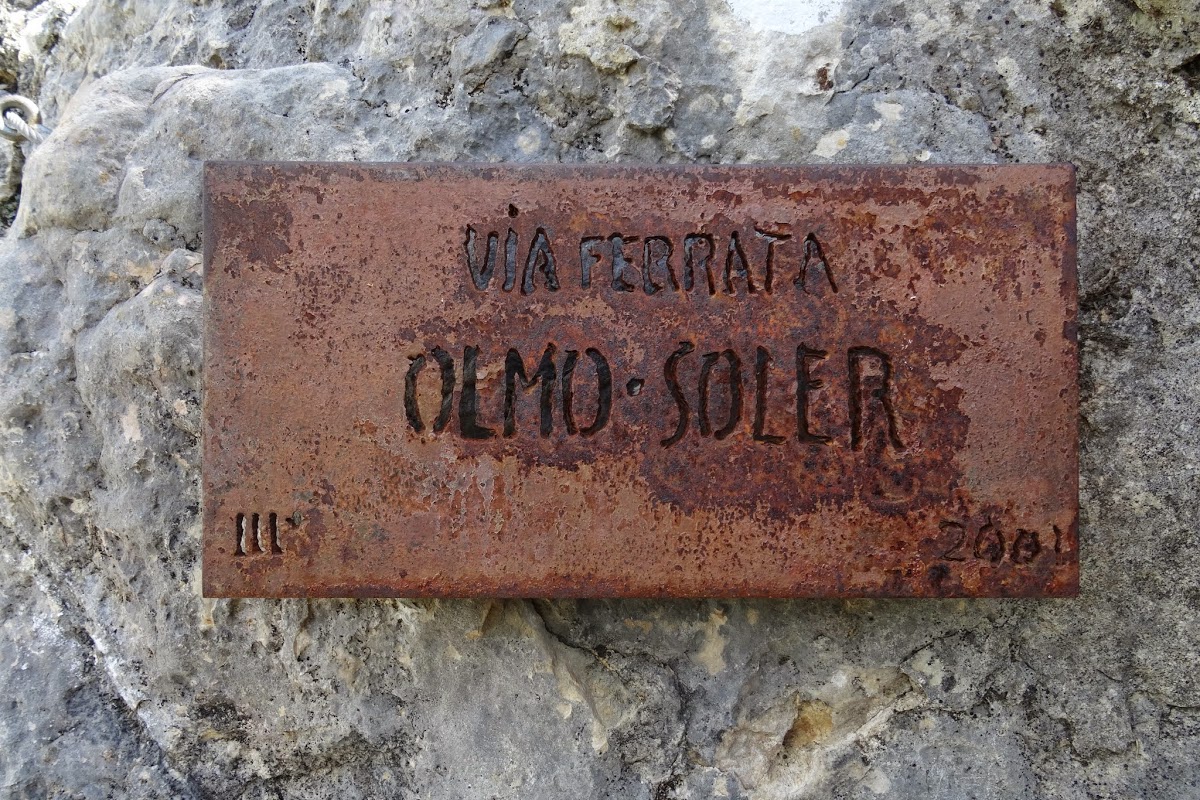 VIA FERRATA
OLMO · SOLER
III
2001